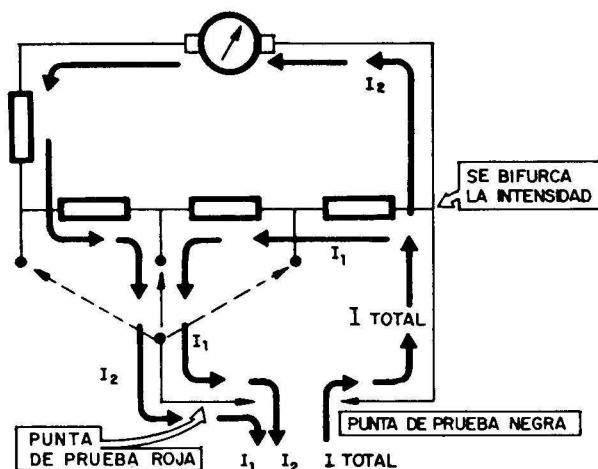 I₂
SE BIFURCA
LA INTENSIDAD
I₁
I TOTAL
I₁
I₂
PUNTA DE PRUEBA NEGRA
PUNTA
DE PRUEBA ROJA
I₁ I₂ I TOTAL